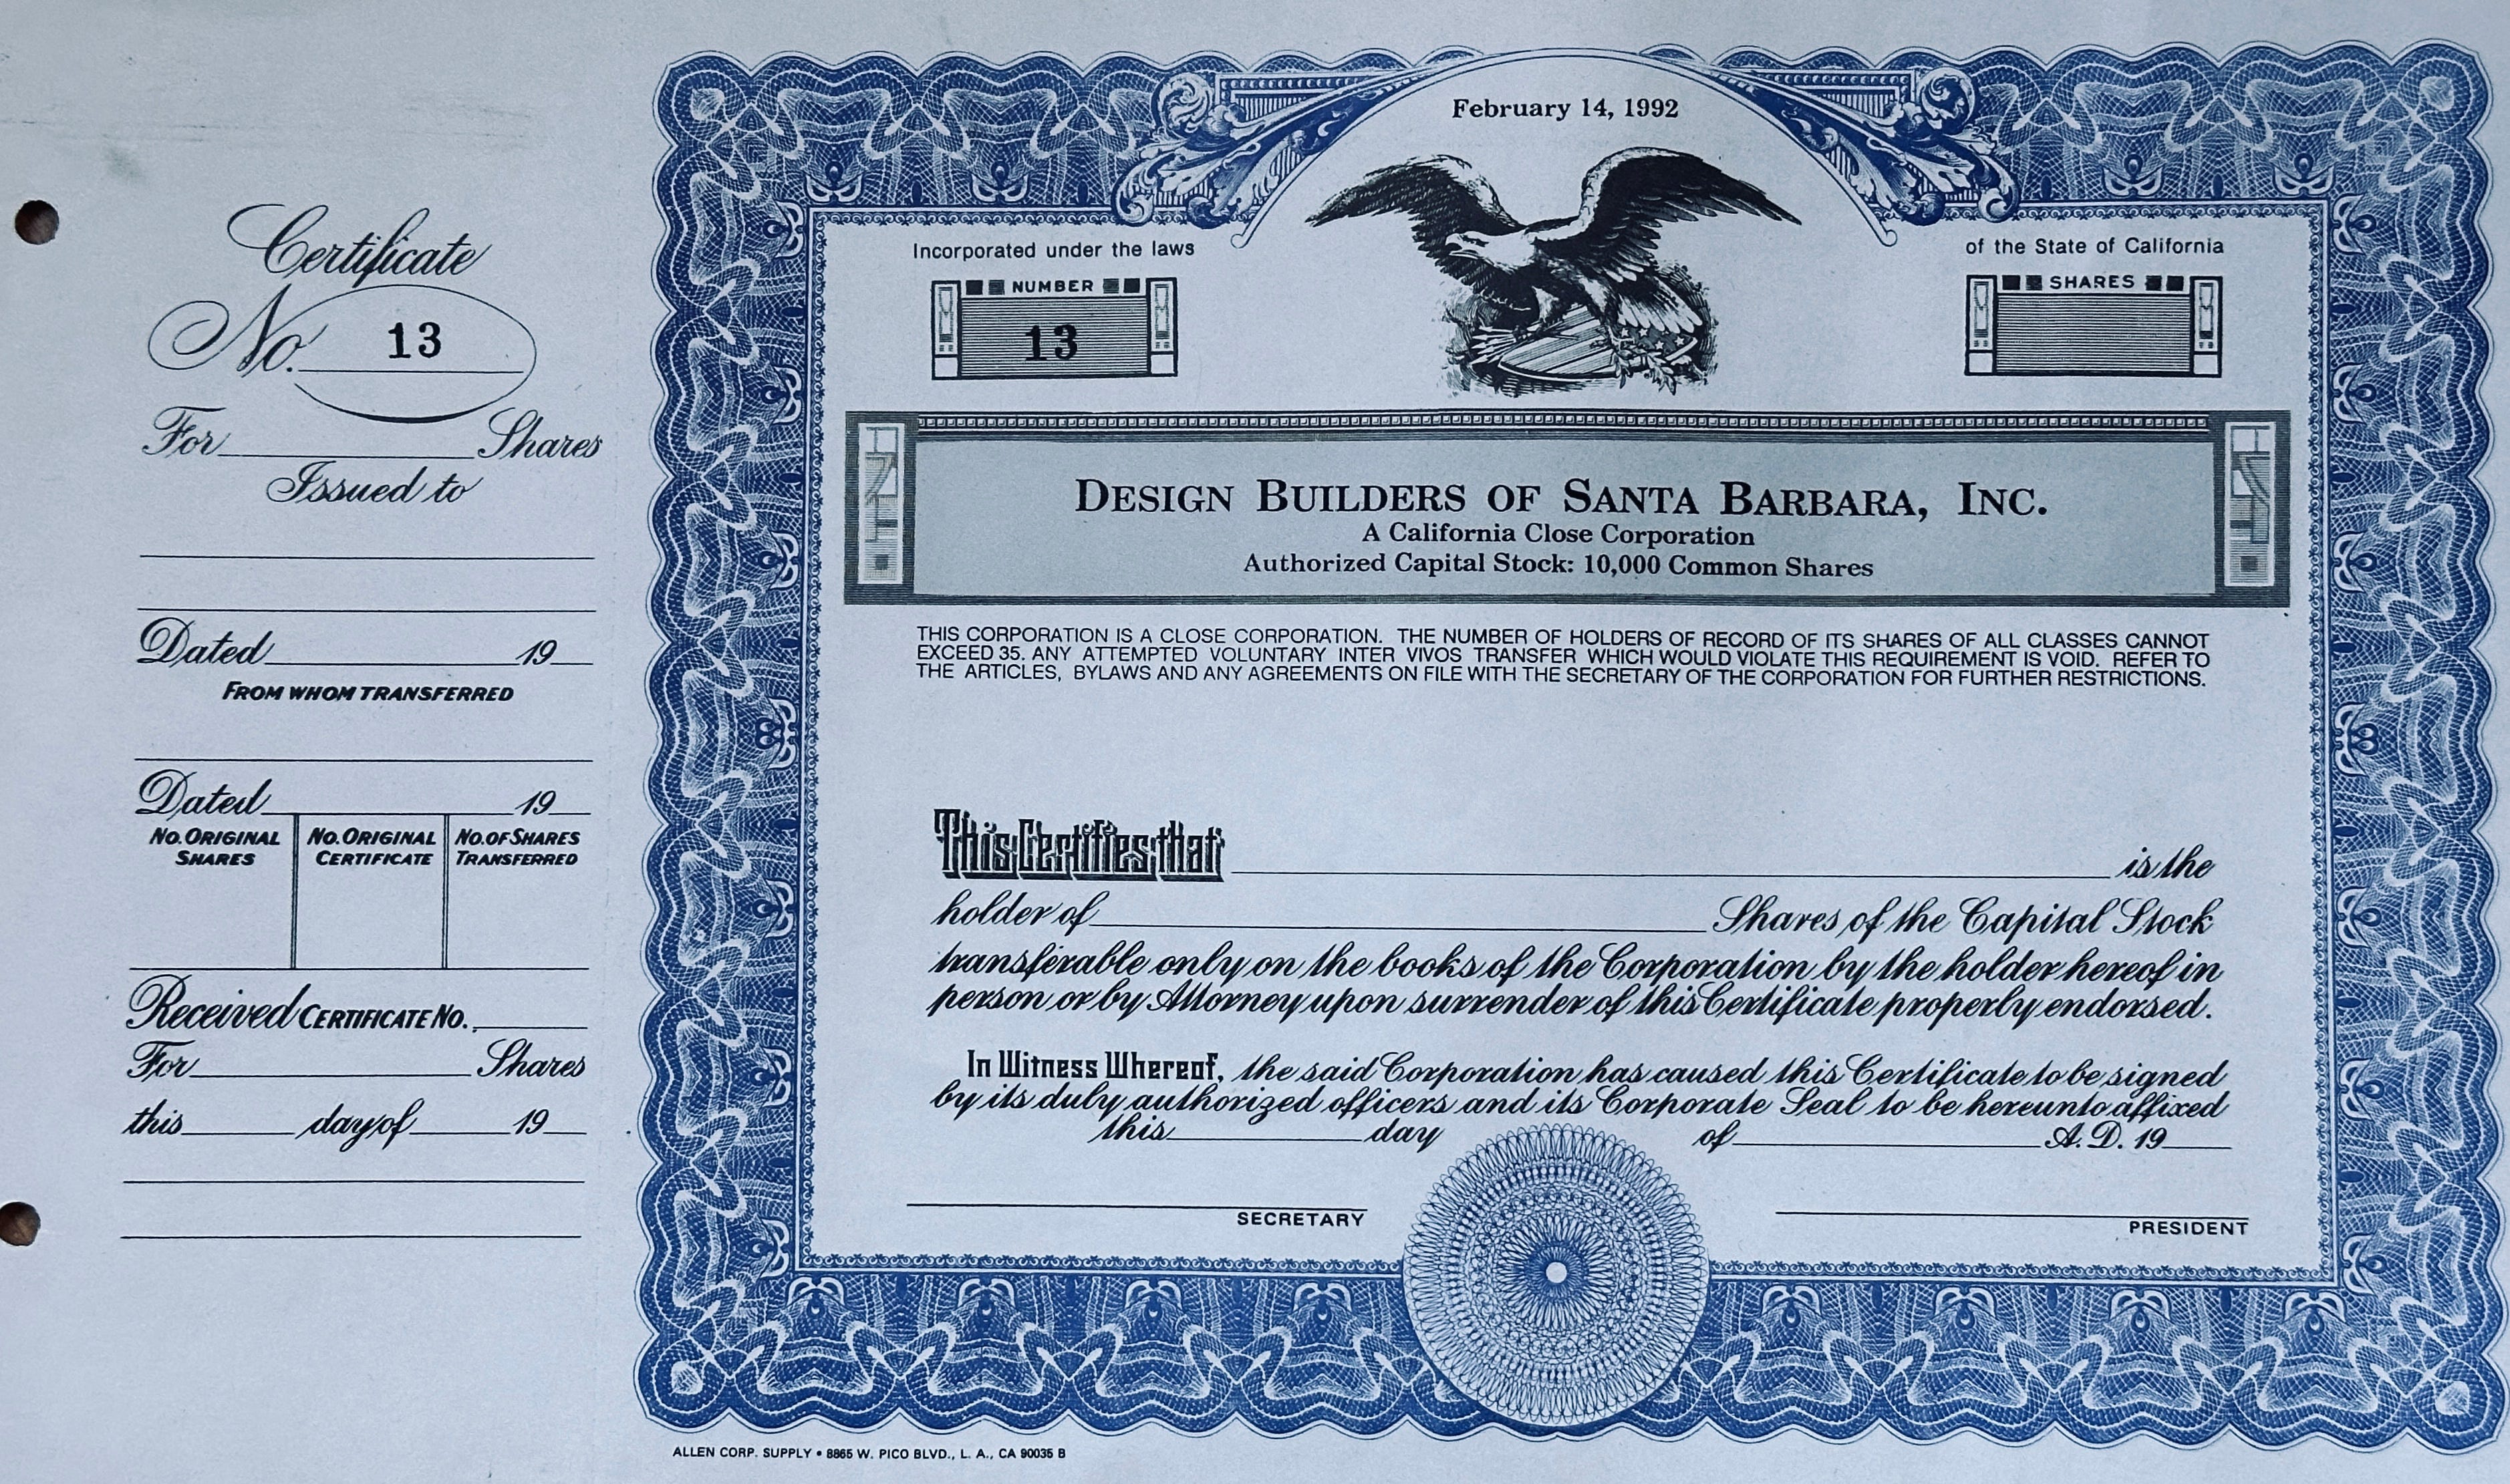 Certificate
No. 13
For Shares
Issued to
Dated 19
FROM WHOM TRANSFERRED
Dated 19
NO. ORIGINAL SHARES
NO. ORIGINAL CERTIFICATE
NO. OF SHARES TRANSFERRED
Received CERTIFICATE NO.
For Shares
this day of 19
February 14, 1992
Incorporated under the laws
of the State of California
NUMBER
13
SHARES
DESIGN BUILDERS OF SANTA BARBARA, INC.
A California Close Corporation
Authorized Capital Stock: 10,000 Common Shares
THIS CORPORATION IS A CLOSE CORPORATION. THE NUMBER OF HOLDERS OF RECORD OF ITS SHARES OF ALL CLASSES CANNOT
EXCEED 35. ANY ATTEMPTED VOLUNTARY INTER VIVOS TRANSFER WHICH WOULD VIOLATE THIS REQUIREMENT IS VOID. REFER TO
THE ARTICLES, BYLAWS AND ANY AGREEMENTS ON FILE WITH THE SECRETARY OF THE CORPORATION FOR FURTHER RESTRICTIONS.
This Certifies that is the
holder of Shares of the Capital Stock
transferable only on the books of the Corporation by the holder hereof in
person or by Attorney upon surrender of this Certificate properly endorsed.
In Witness Whereof, the said Corporation has caused this Certificate to be signed
by its duly authorized officers and its Corporate Seal to be hereunto affixed
this day of A.D. 19
SECRETARY
PRESIDENT
ALLEN CORP. SUPPLY • 8865 W. PICO BLVD., L. A., CA 90035 B